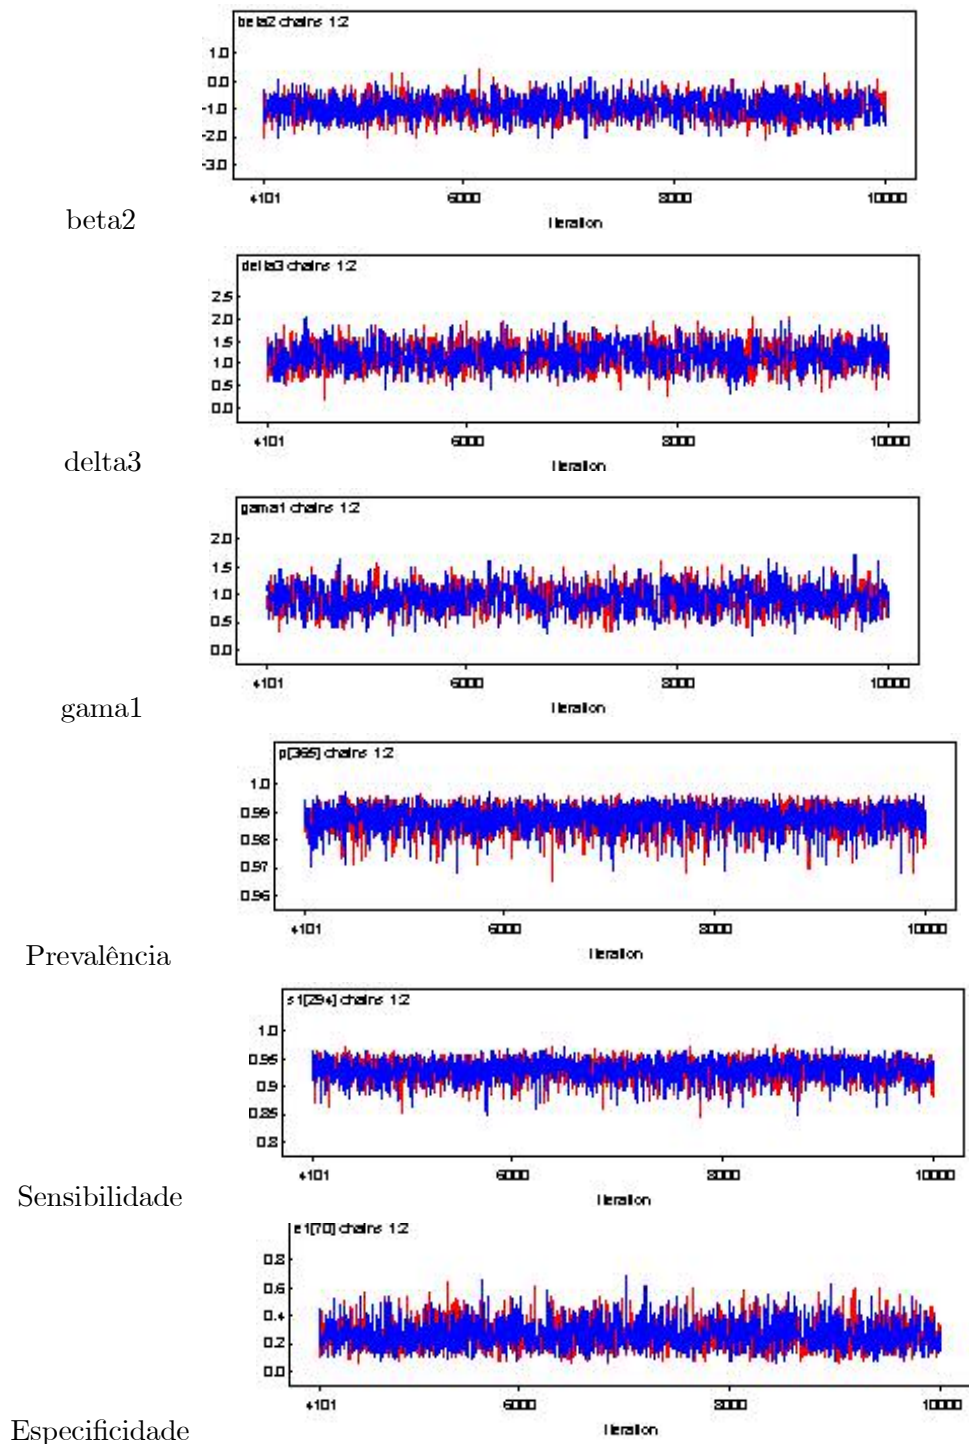 beta2 chains 1:2
1.0
0.0
-1.0
-2.0
-3.0
4101 6000 8000 10000
iteration
beta2
delta3 chains 1:2
2.5
2.0
1.5
1.0
0.5
0.0
4101 6000 8000 10000
iteration
delta3
gama1 chains 1:2
2.0
1.5
1.0
0.5
0.0
4101 6000 8000 10000
iteration
gama1
p[365] chains 1:2
1.0
0.99
0.98
0.97
0.96
4101 6000 8000 10000
iteration
Prevalência
s1[294] chains 1:2
1.0
0.95
0.9
0.85
0.8
4101 6000 8000 10000
iteration
Sensibilidade
e1[70] chains 1:2
0.8
0.6
0.4
0.2
0.0
4101 6000 8000 10000
iteration
Especificidade